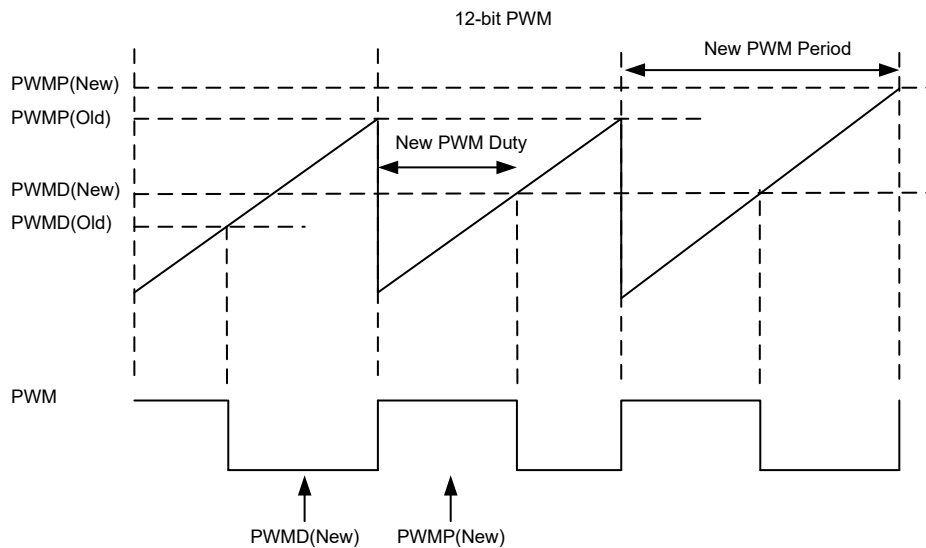 12-bit PWM
New PWM Period
PWMP(New)
PWMP(Old)
New PWM Duty
PWMD(New)
PWMD(Old)
PWM
PWMD(New)
PWMP(New)